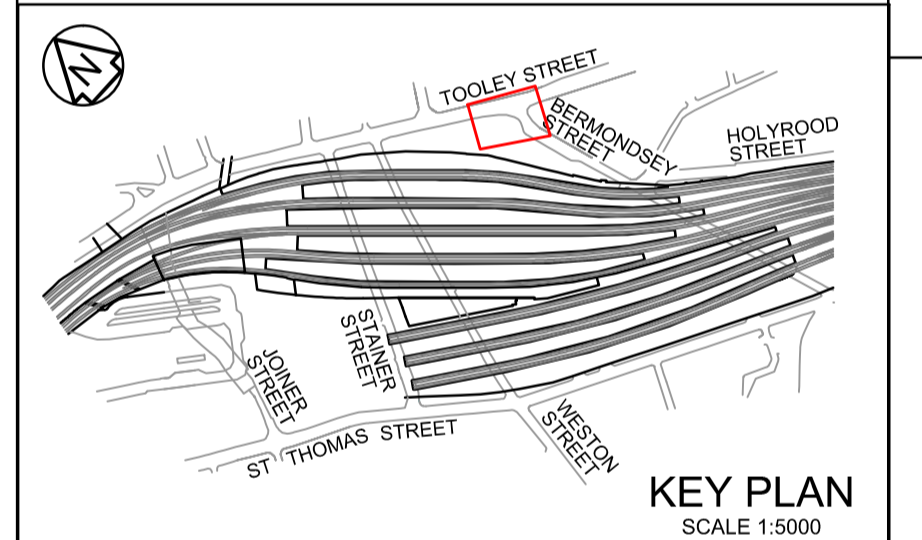 N
TOOLEY STREET
BERMONDSEY
STREET
HOLYROOD
STREET
STAINER
STREET
JOINER
STREET
ST THOMAS STREET
WESTON
STREET
KEY PLAN
SCALE 1:5000